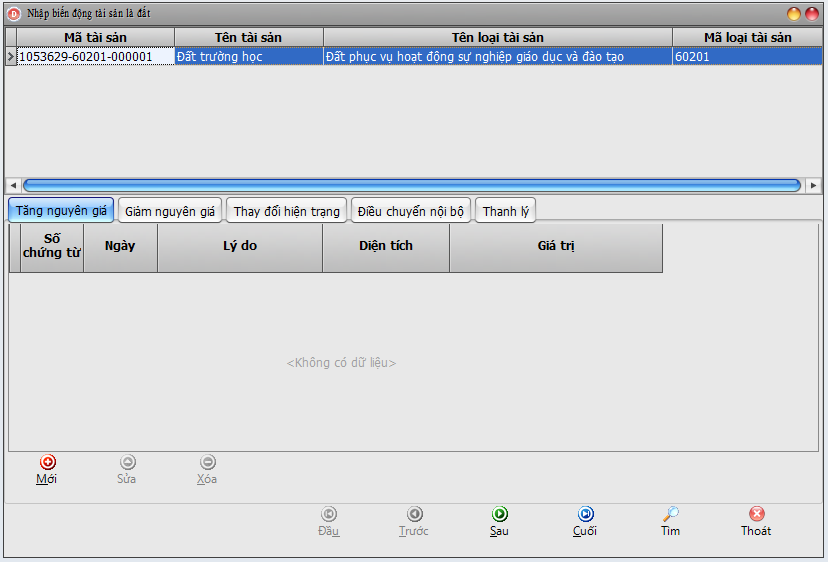 Nhập biến động tài sản là đất
Mã tài sản Tên tài sản Tên loại tài sản Mã loại tài sản
1053629-60201-000001 Đất trường học Đất phục vụ hoạt động sự nghiệp giáo dục và đào tạo 60201
Tăng nguyên giá Giảm nguyên giá Thay đổi hiện trạng Điều chuyển nội bộ Thanh lý
Số chứng từ Ngày Lý do Diện tích Giá trị
<Không có dữ liệu>
Mới Sửa Xóa
Đầu Trước Sau Cuối Tìm Thoát